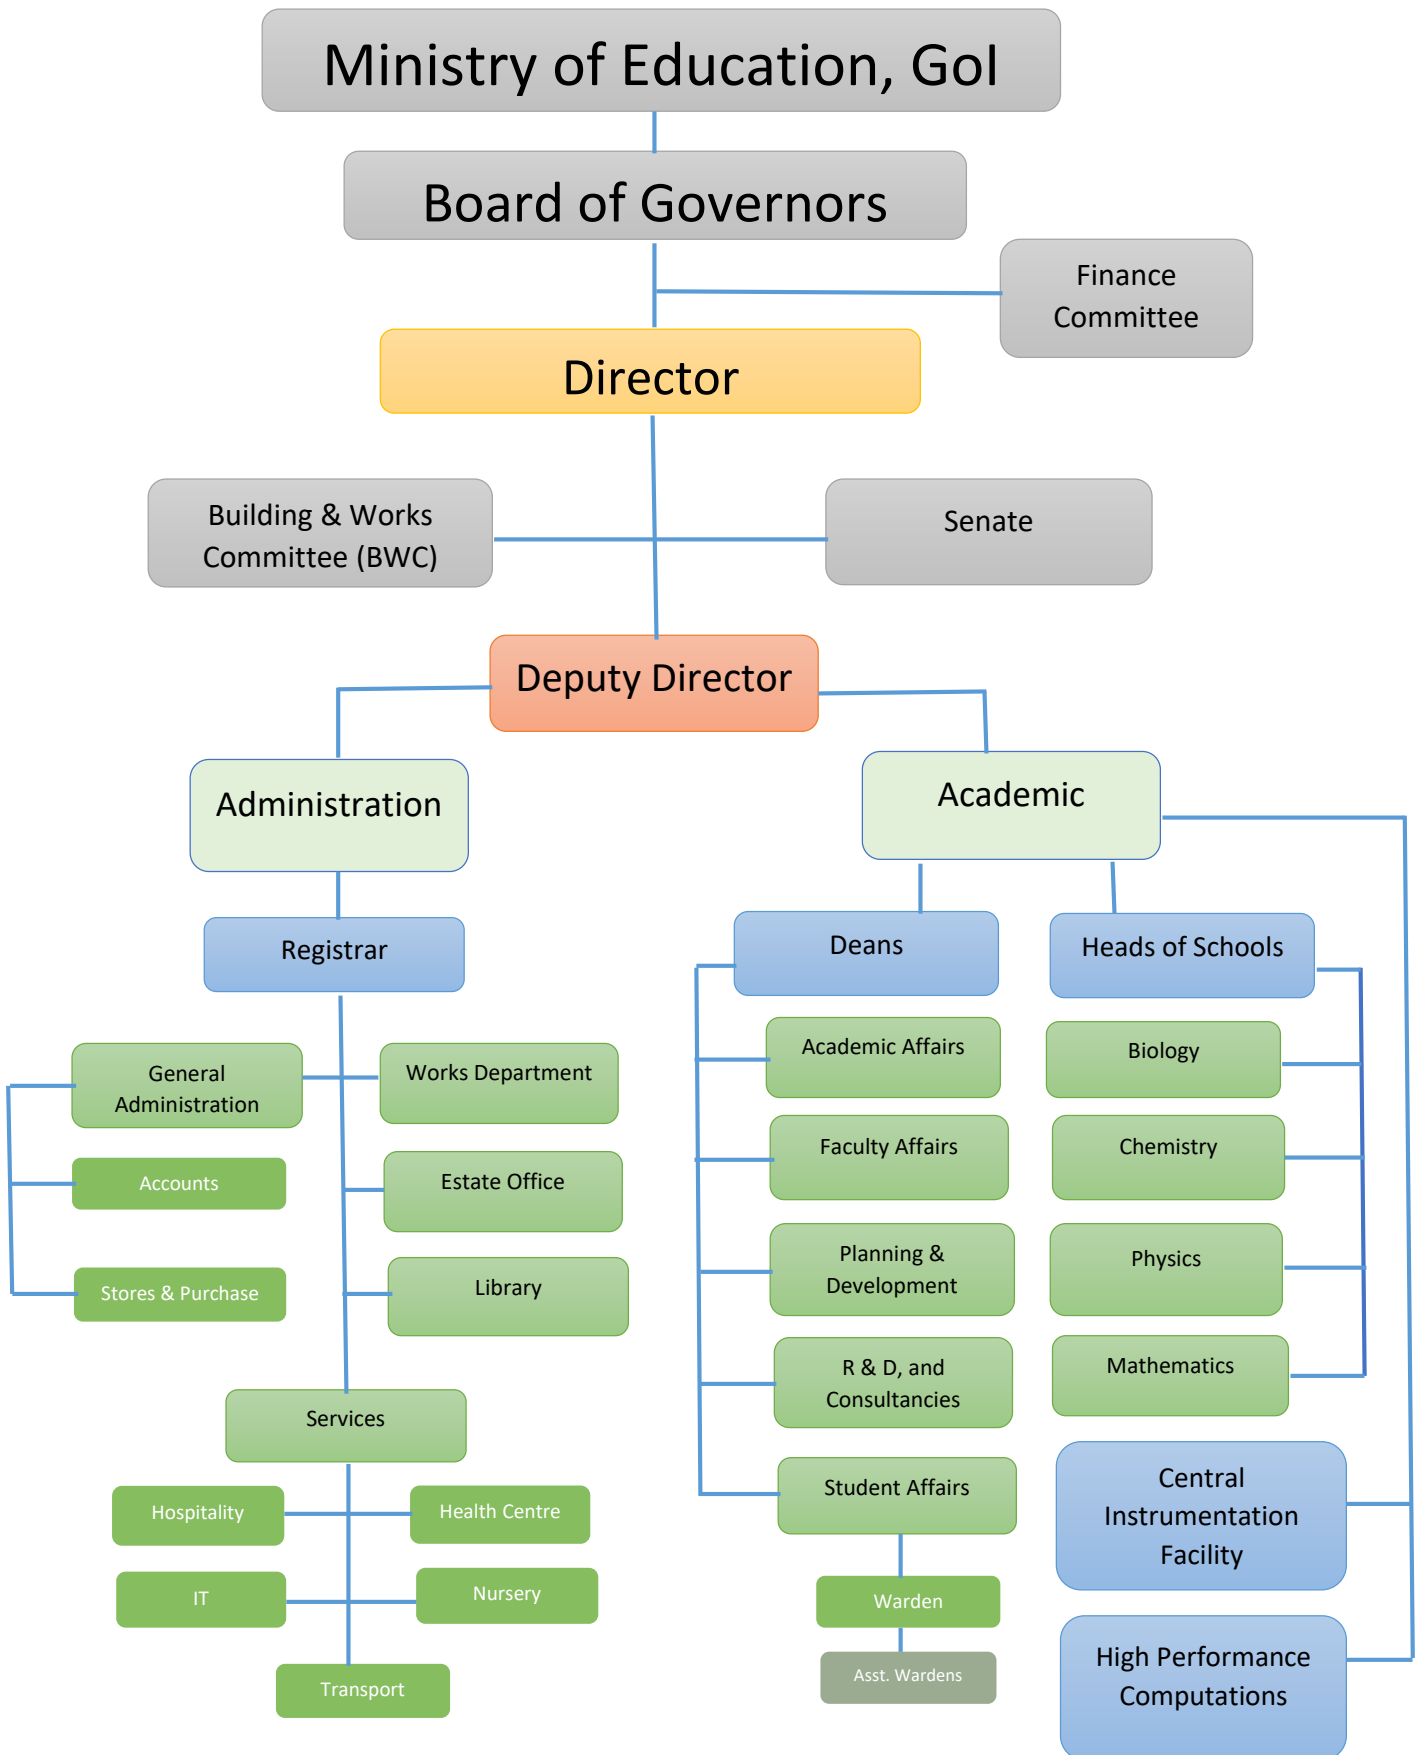 Ministry of Education, GoI
Board of Governors
Finance
Committee
Director
Building & Works
Committee (BWC)
Senate
Deputy Director
Administration
Academic
Registrar
Deans
Heads of Schools
General
Administration
Works Department
Accounts
Estate Office
Stores & Purchase
Library
Services
Hospitality
Health Centre
IT
Nursery
Transport
Academic Affairs
Faculty Affairs
Planning &
Development
R & D, and
Consultancies
Student Affairs
Warden
Asst. Wardens
Biology
Chemistry
Physics
Mathematics
Central
Instrumentation
Facility
High Performance
Computations